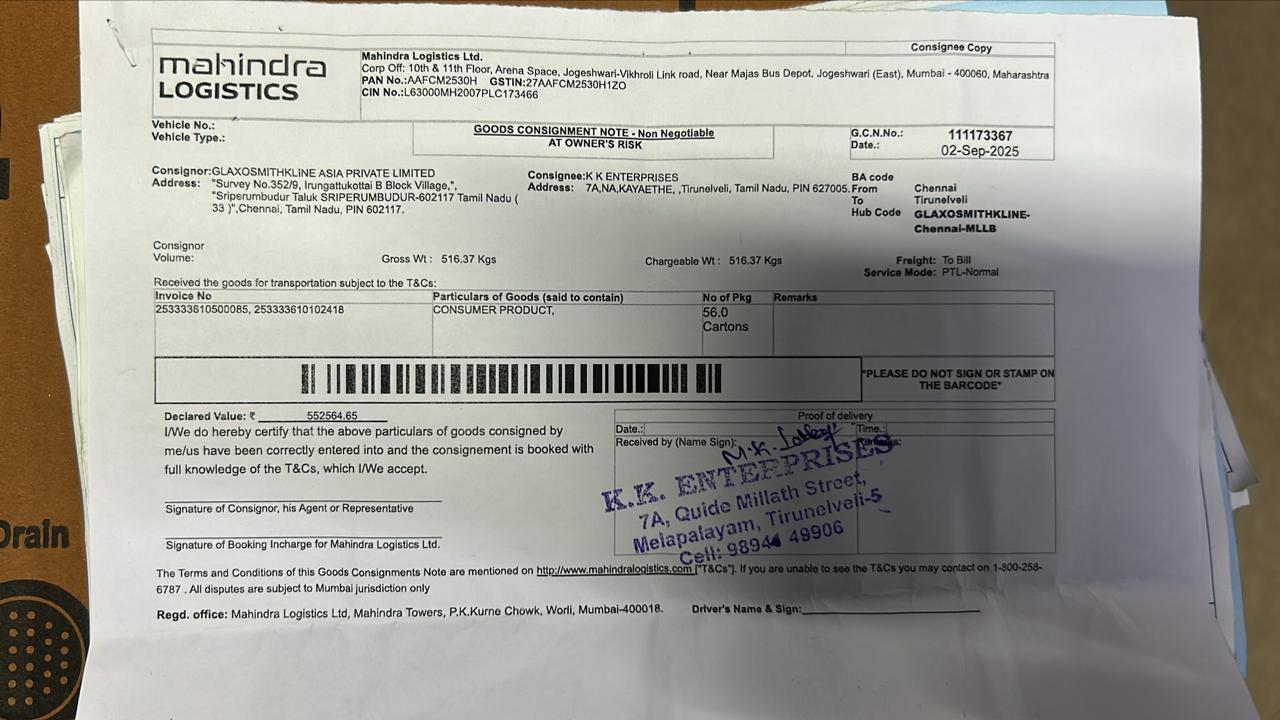 Consignee Copy
mahindra
LOGISTICS
Mahindra Logistics Ltd.
Corp Off: 10th & 11th Floor, Arena Space, Jogeshwari-Vikhroli Link road, Near Majas Bus Depot, Jogeshwari (East), Mumbai - 400060, Maharashtra
PAN No.:AAFCM2530H GSTIN:27AAFCM2530H1ZO
CIN No.:L63000MH2007PLC173466
Vehicle No.:
Vehicle Type.:
GOODS CONSIGNMENT NOTE - Non Negotiable
AT OWNER'S RISK
G.C.N.No.: 111173367
Date.: 02-Sep-2025
Consignor:GLAXOSMITHKLINE ASIA PRIVATE LIMITED
Address: "Survey No.352/9, Irungattukottai B Block Village,",
"Sriperumbudur Taluk SRIPERUMBUDUR-602117 Tamil Nadu (
33 )",Chennai, Tamil Nadu, PIN 602117.
Consignee:K K ENTERPRISES
Address: 7A,NA,KAYAETHE, ,Tirunelveli, Tamil Nadu, PIN 627005.
BA code
From Chennai
To Tirunelveli
Hub Code GLAXOSMITHKLINE-
Chennai-MLLB
Consignor
Volume:
Gross Wt : 516.37 Kgs
Chargeable Wt : 516.37 Kgs
Freight: To Bill
Service Mode: PTL-Normal
Received the goods for transportation subject to the T&Cs:
Invoice No Particulars of Goods (said to contain) No of Pkg Remarks
253333610500085, 253333610102418 CONSUMER PRODUCT, 56.0
Cartons
*PLEASE DO NOT SIGN OR STAMP ON
THE BARCODE*
Declared Value: ₹ 552564.65
I/We do hereby certify that the above particulars of goods consigned by
me/us have been correctly entered into and the consignement is booked with
full knowledge of the T&Cs, which I/We accept.
Signature of Consignor, his Agent or Representative
Signature of Booking Incharge for Mahindra Logistics Ltd.
Proof of delivery
Date.: Time.:
Received by (Name Sign): Remarks:
M.K.
K.K. ENTERPRISES
7A, Quide Millath Street,
Melapalayam, Tirunelveli-5
Cell: 98944 49906
The Terms and Conditions of this Goods Consignments Note are mentioned on http://www.mahindralogistics.com ["T&Cs"]. If you are unable to see the T&Cs you may contact on 1-800-258-
6787 . All disputes are subject to Mumbai jurisdiction only
Regd. office: Mahindra Logistics Ltd, Mahindra Towers, P.K.Kurne Chowk, Worli, Mumbai-400018. Driver's Name & Sign:
Drain